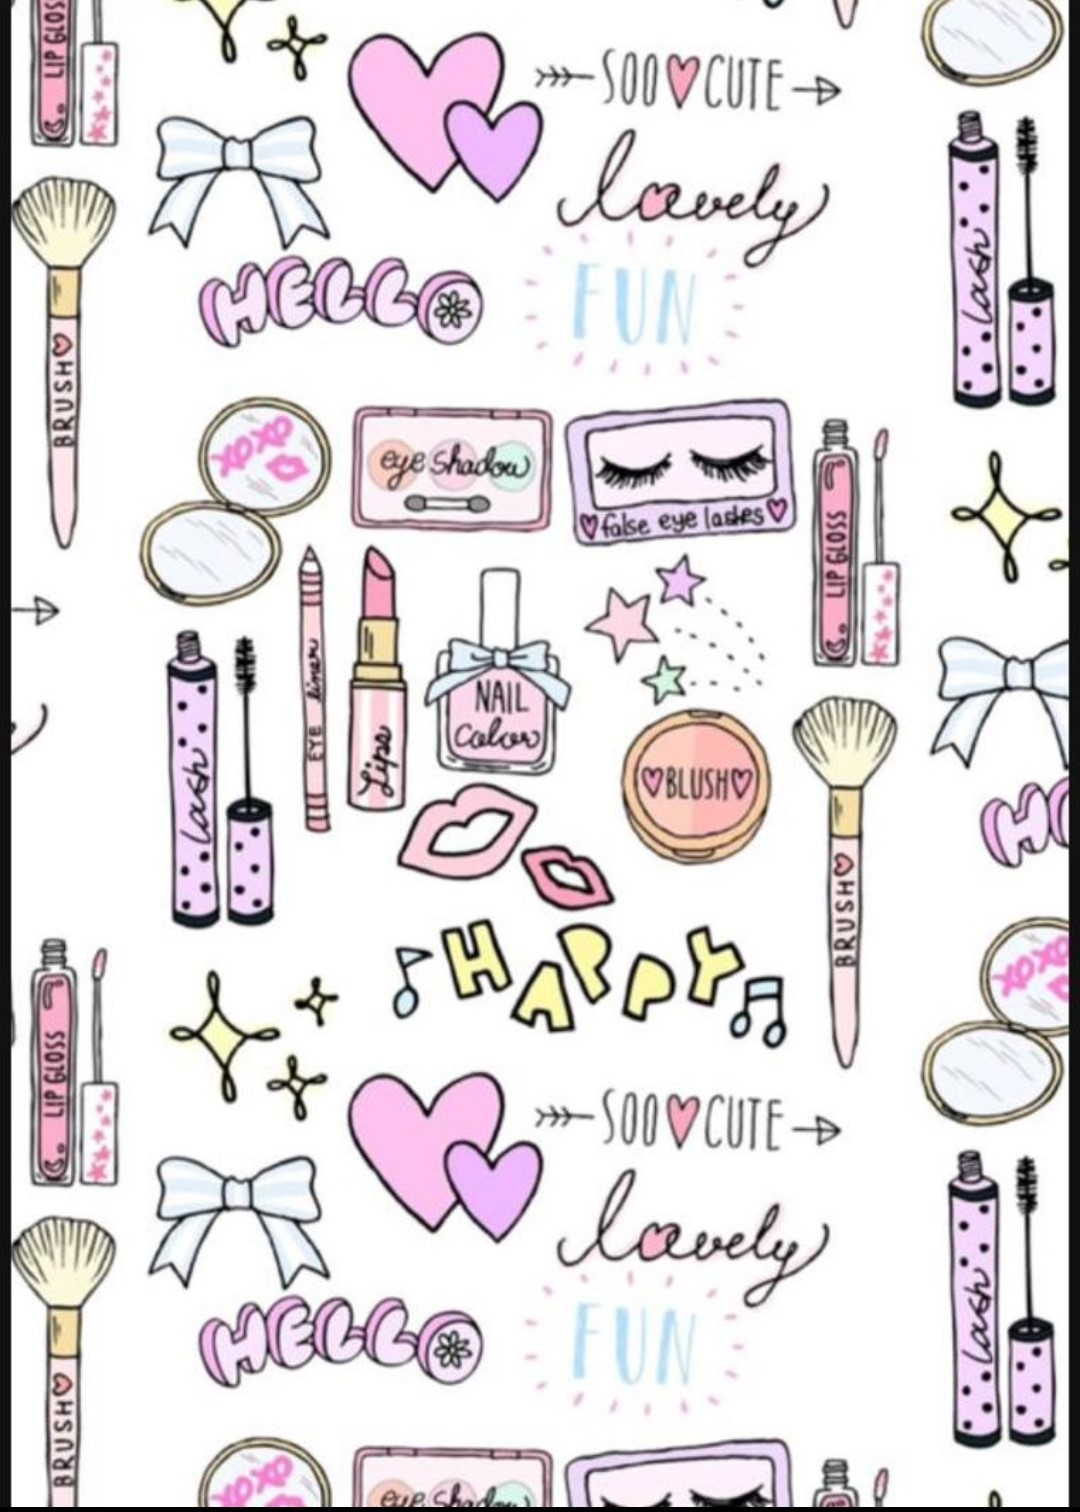 LIP GLOSS
SOO CUTE
lovely
lash
HELLO
FUN
BRUSH
XOXO
eye shadow
false eye lashes
LIP GLOSS
EYE liner
Lips
NAIL
Color
lash
BLUSH
BRUSH
HE
XOXO
HAPPY
LIP GLOSS
SOO CUTE
lovely
lash
HELLO
FUN
BRUSH
XOXO
eye shadow